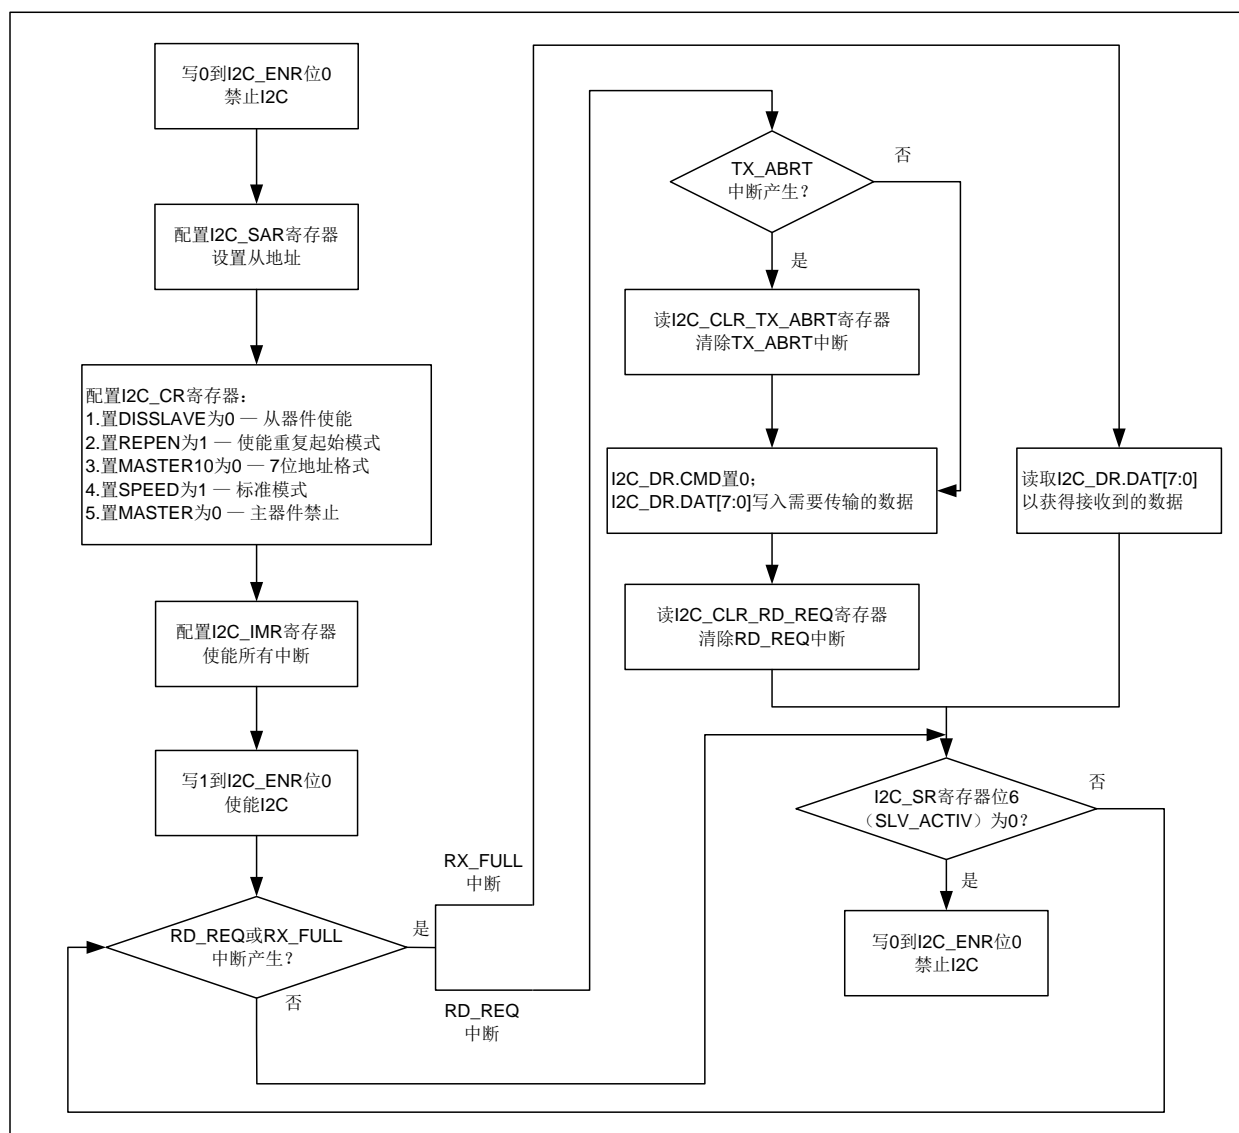 写0到I2C_ENR位0
禁止I2C
配置I2C_SAR寄存器
设置从地址
配置I2C_CR寄存器：
1.置DISSLAVE为0 — 从器件使能
2.置REPEN为1 — 使能重复起始模式
3.置MASTER10为0 — 7位地址格式
4.置SPEED为1 — 标准模式
5.置MASTER为0 — 主器件禁止
配置I2C_IMR寄存器
使能所有中断
写1到I2C_ENR位0
使能I2C
RD_REQ或RX_FULL
中断产生？
是
否
RX_FULL
中断
RD_REQ
中断
TX_ABRT
中断产生？
否
是
读I2C_CLR_TX_ABRT寄存器
清除TX_ABRT中断
I2C_DR.CMD置0；
I2C_DR.DAT[7:0]写入需要传输的数据
读I2C_CLR_RD_REQ寄存器
清除RD_REQ中断
读取I2C_DR.DAT[7:0]
以获得接收到的数据
I2C_SR寄存器位6
（SLV_ACTIV）为0？
否
是
写0到I2C_ENR位0
禁止I2C